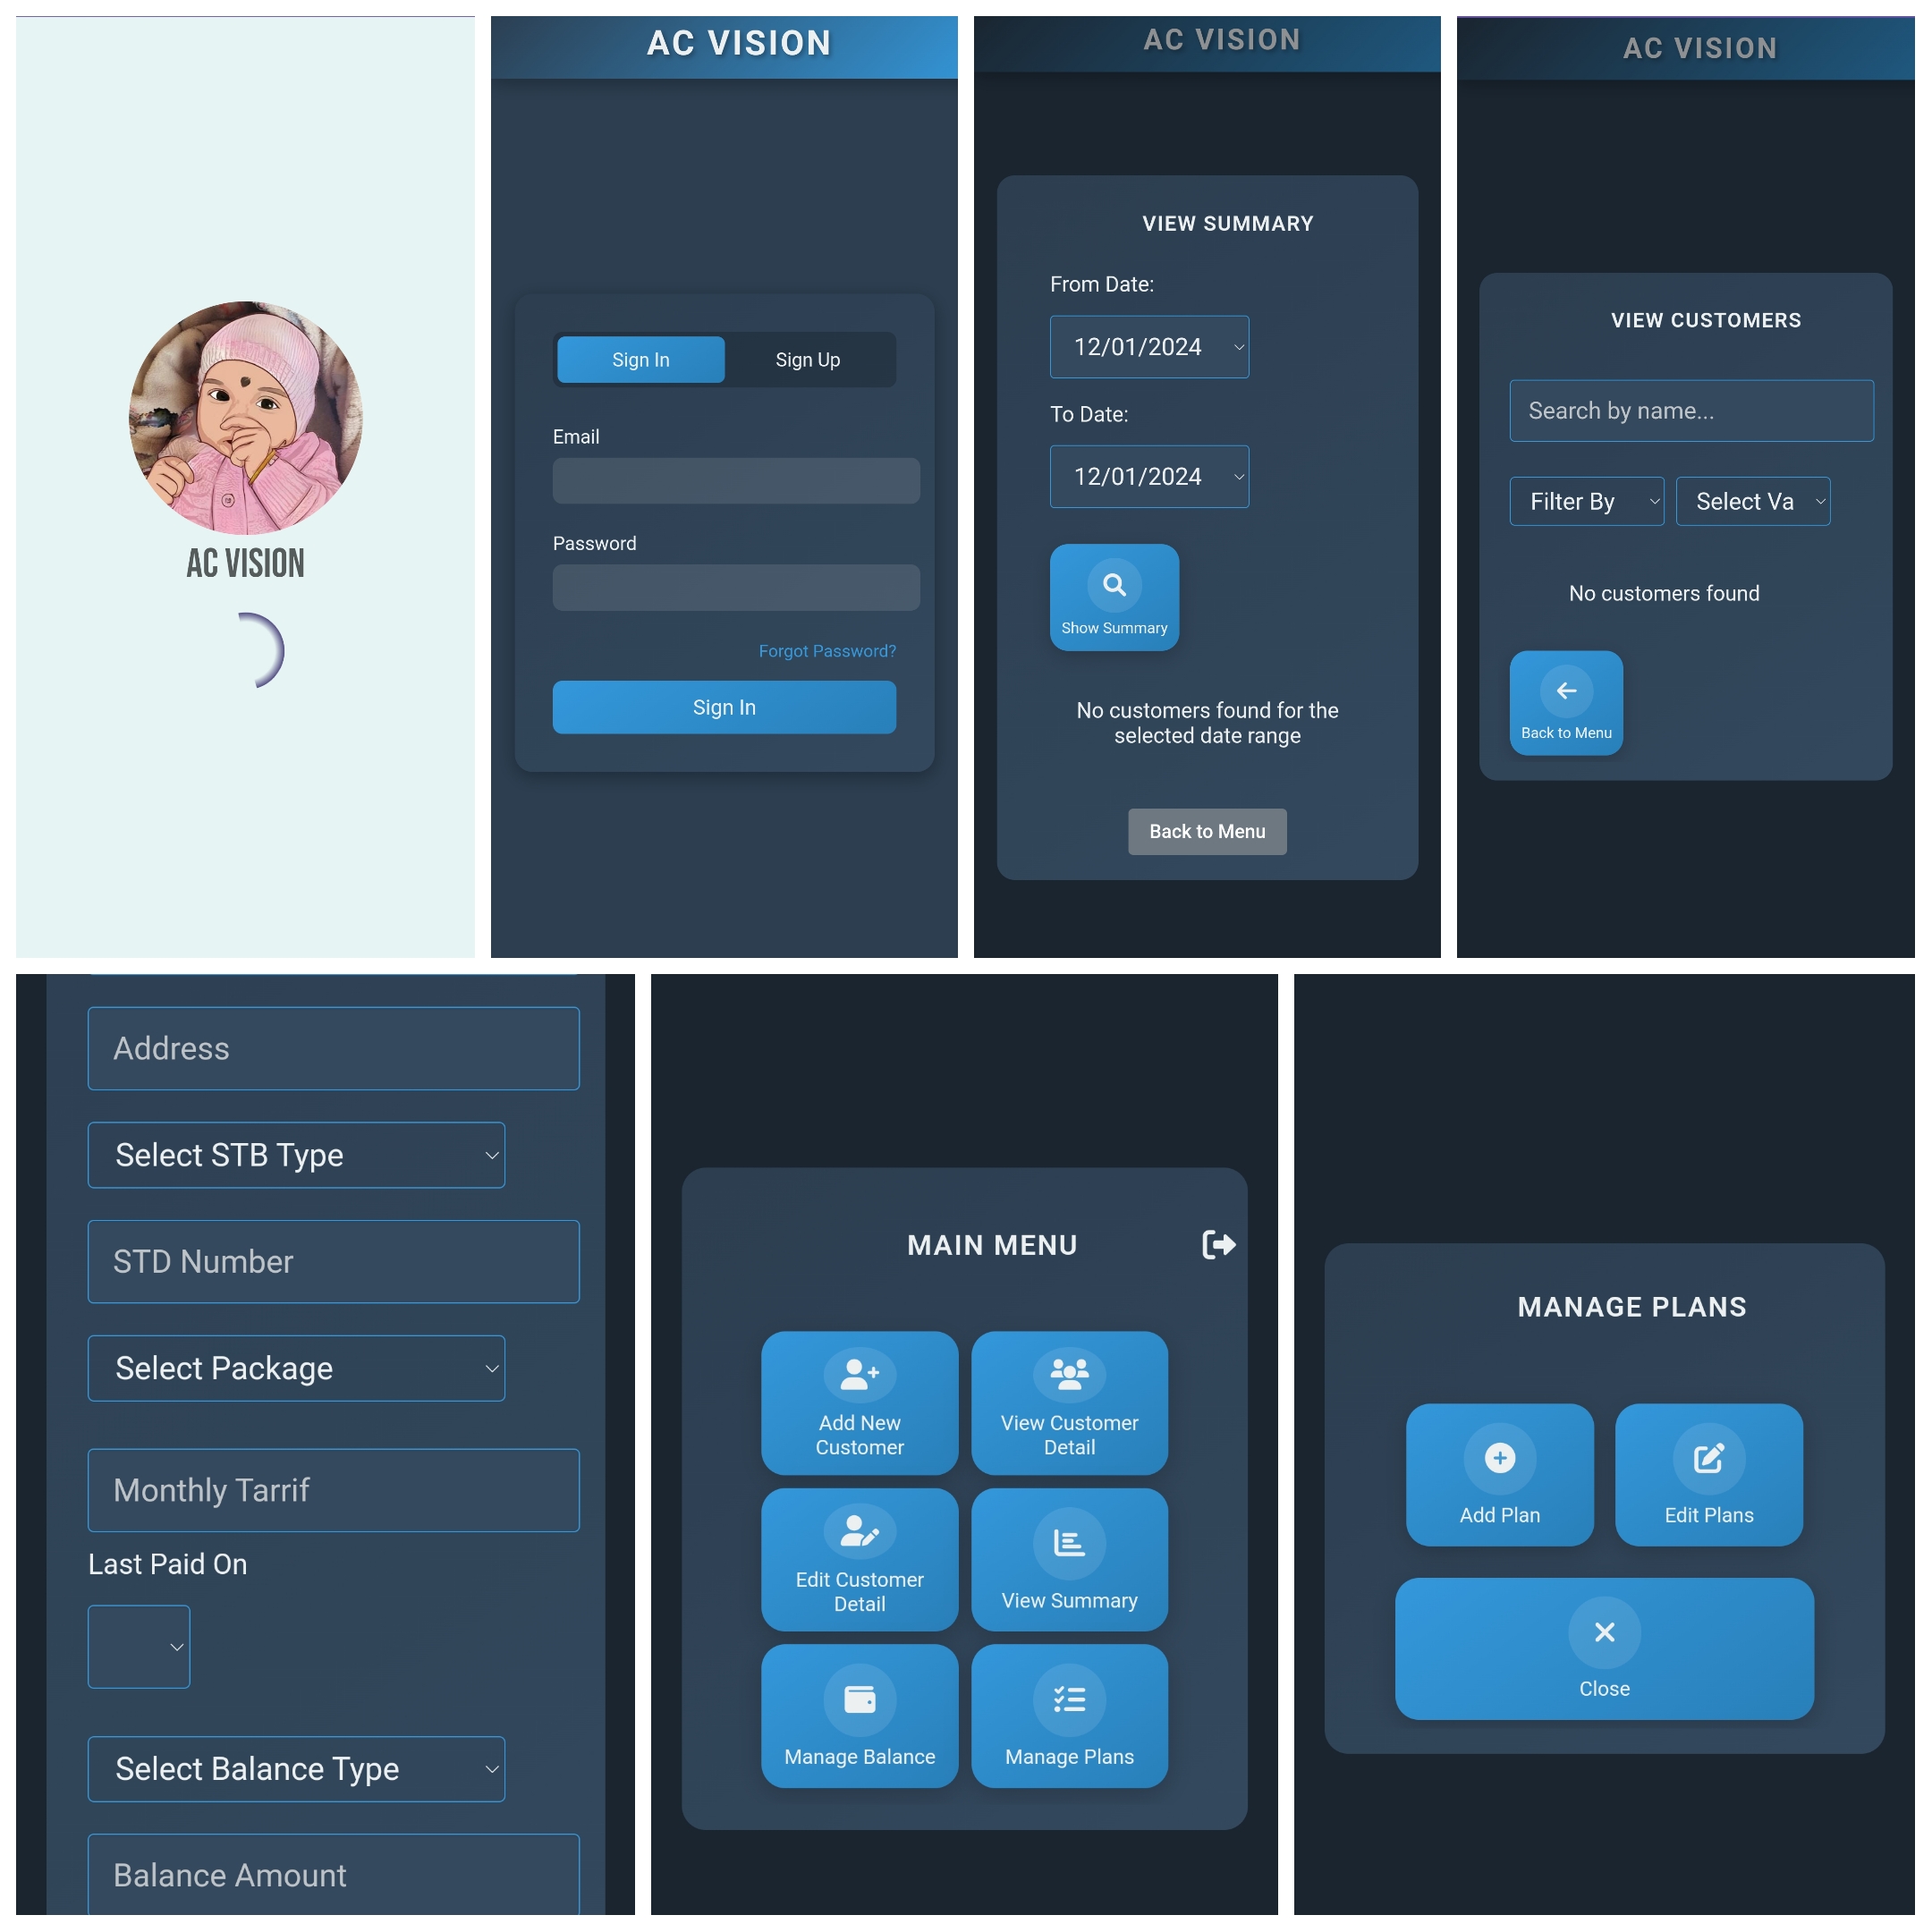 AC VISION
AC VISION
Sign In
Sign Up
Email
Password
Forgot Password?
Sign In
AC VISION
VIEW SUMMARY
From Date:
12/01/2024
To Date:
12/01/2024
Show Summary
No customers found for the
selected date range
Back to Menu
AC VISION
VIEW CUSTOMERS
Search by name...
Filter By
Select Va
No customers found
Back to Menu
Address
Select STB Type
STD Number
Select Package
Monthly Tarrif
Last Paid On
Select Balance Type
Balance Amount
MAIN MENU
Add New
Customer
View Customer
Detail
Edit Customer
Detail
View Summary
Manage Balance
Manage Plans
MANAGE PLANS
Add Plan
Edit Plans
Close